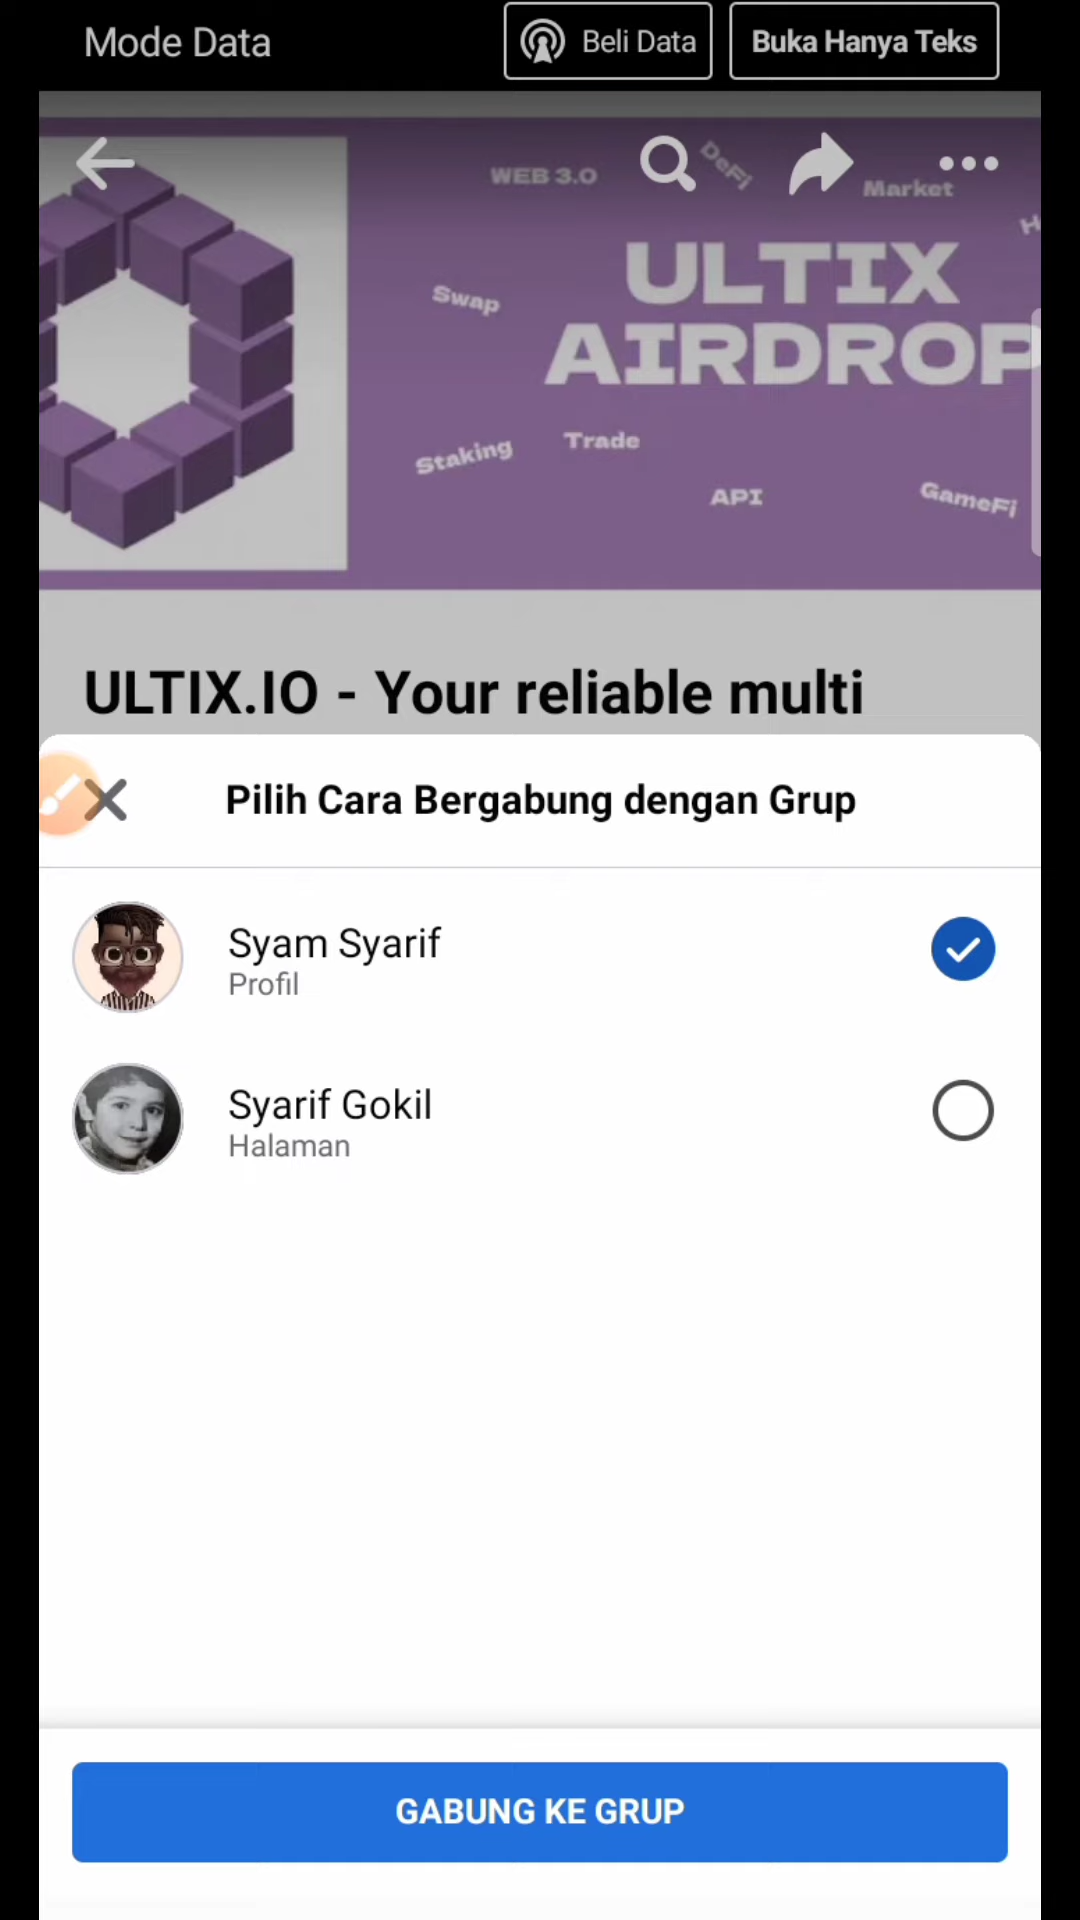 Mode Data
Beli Data
Buka Hanya Teks
WEB 3.0
DeFi
Market
ULTIX
Swap
AIRDROP
Trade
Staking
API
GameFi
ULTIX.IO - Your reliable multi
Pilih Cara Bergabung dengan Grup
Syam Syarif
Profil
Syarif Gokil
Halaman
GABUNG KE GRUP